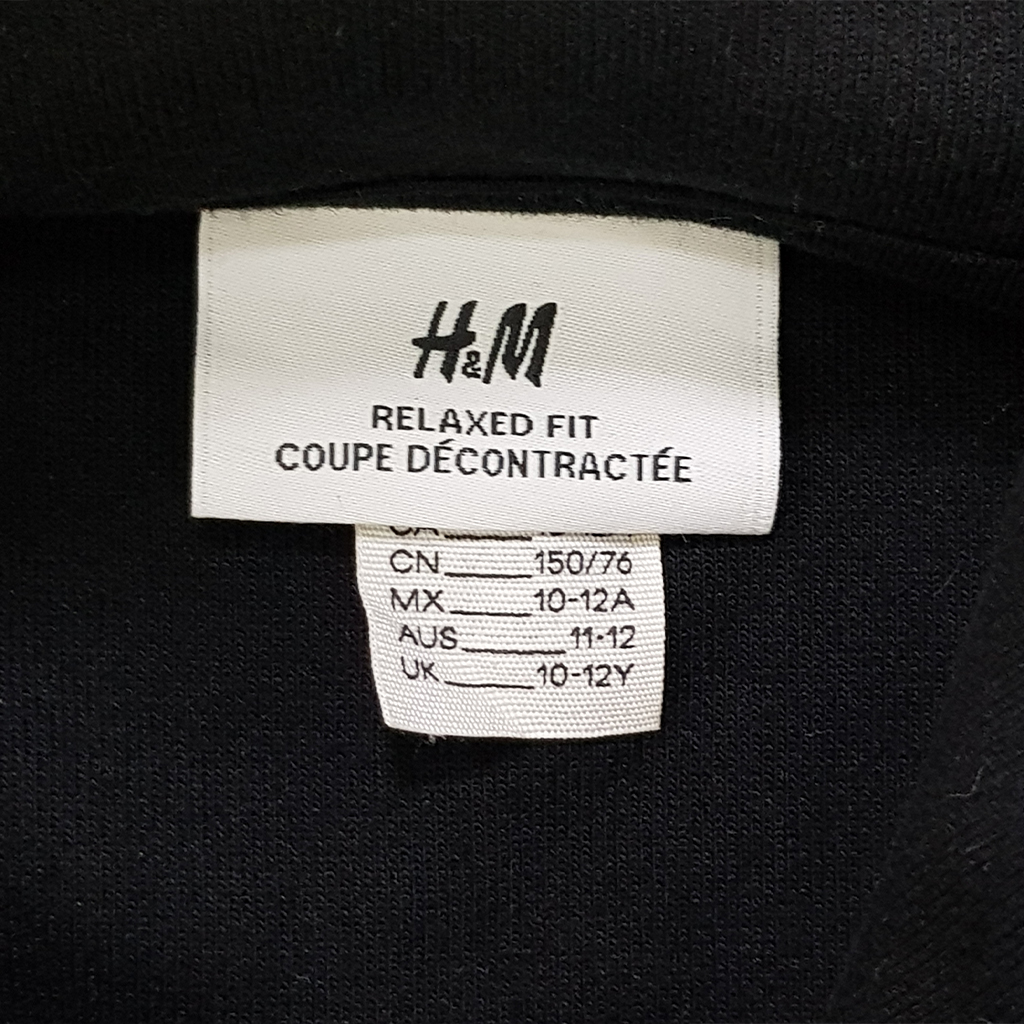 H&M
RELAXED FIT
COUPE DÉCONTRACTÉE
CN 150/76
MX 10-12A
AUS 11-12
UK 10-12Y